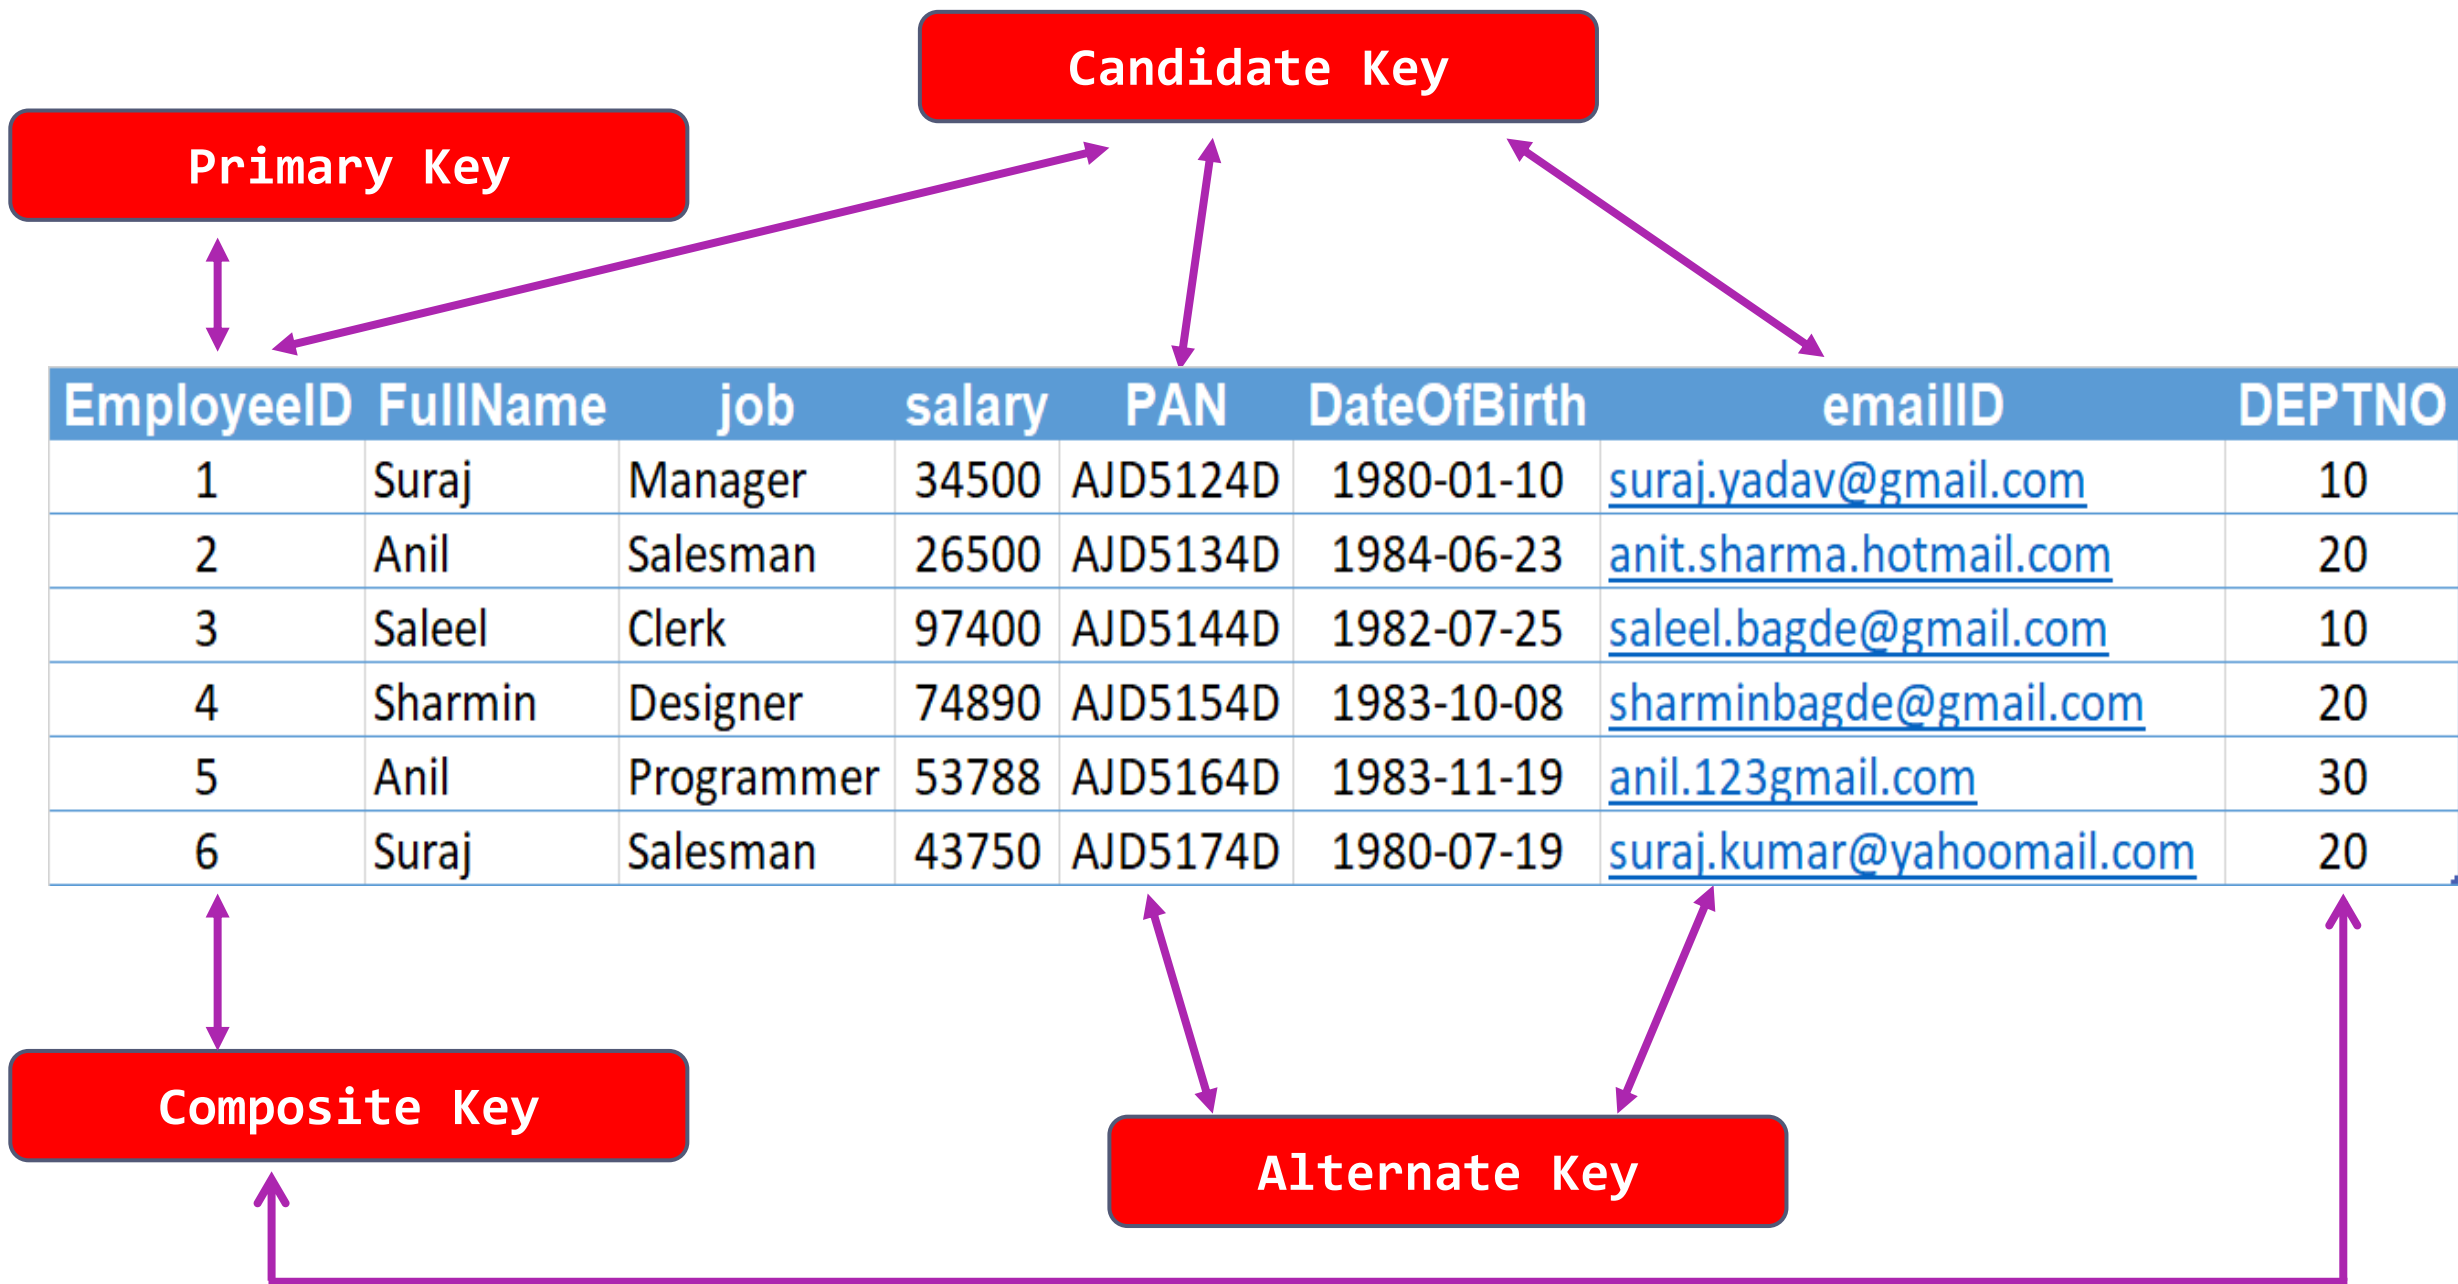 Candidate Key
Primary Key
EmployeeID FullName job salary PAN DateOfBirth emailID DEPTNO
1 Suraj Manager 34500 AJD5124D 1980-01-10 suraj.yadav@gmail.com 10
2 Anil Salesman 26500 AJD5134D 1984-06-23 anit.sharma.hotmail.com 20
3 Saleel Clerk 97400 AJD5144D 1982-07-25 saleel.bagde@gmail.com 10
4 Sharmin Designer 74890 AJD5154D 1983-10-08 sharminbagde@gmail.com 20
5 Anil Programmer 53788 AJD5164D 1983-11-19 anil.123gmail.com 30
6 Suraj Salesman 43750 AJD5174D 1980-07-19 suraj.kumar@yahoomail.com 20
Composite Key
Alternate Key